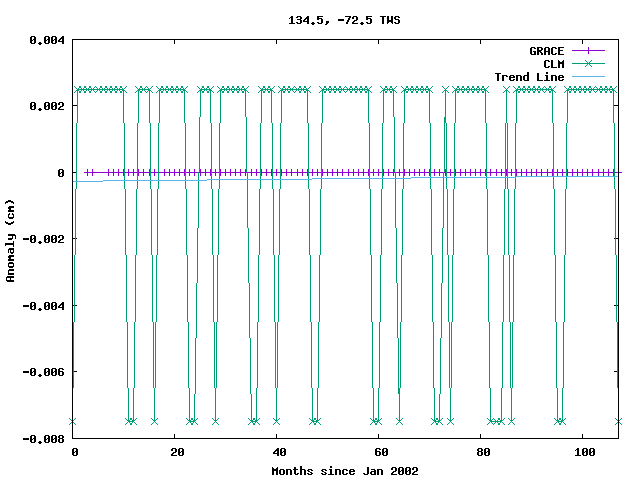 134.5, -72.5 TWS
GRACE
CLM
Trend Line
0.004
0.002
0
-0.002
-0.004
-0.006
-0.008
Anomaly (cm)
0 20 40 60 80 100
Months since Jan 2002